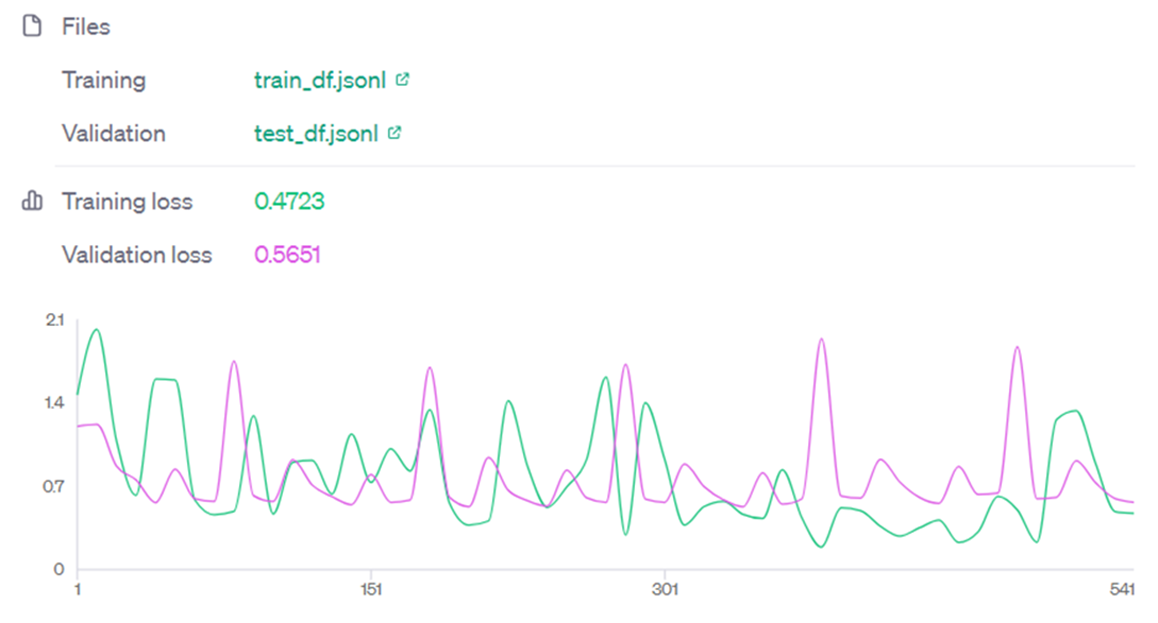 Files
Training train_df.jsonl
Validation test_df.jsonl
Training loss 0.4723
Validation loss 0.5651
2.1
1.4
0.7
0
1 151 301 541